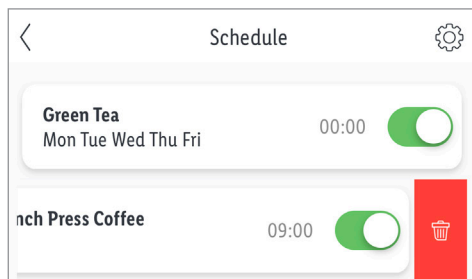 Schedule
Green Tea
Mon Tue Wed Thu Fri
00:00
nch Press Coffee
09:00